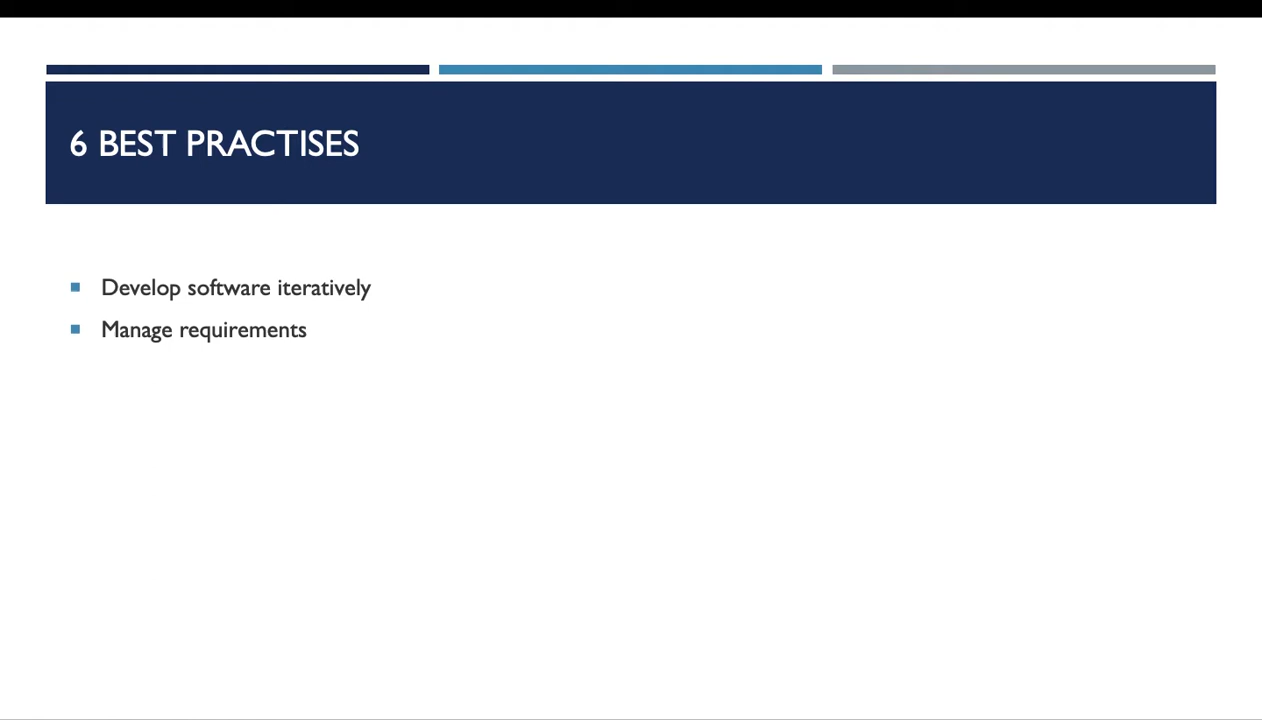 6 BEST PRACTISES
Develop software iteratively
Manage requirements